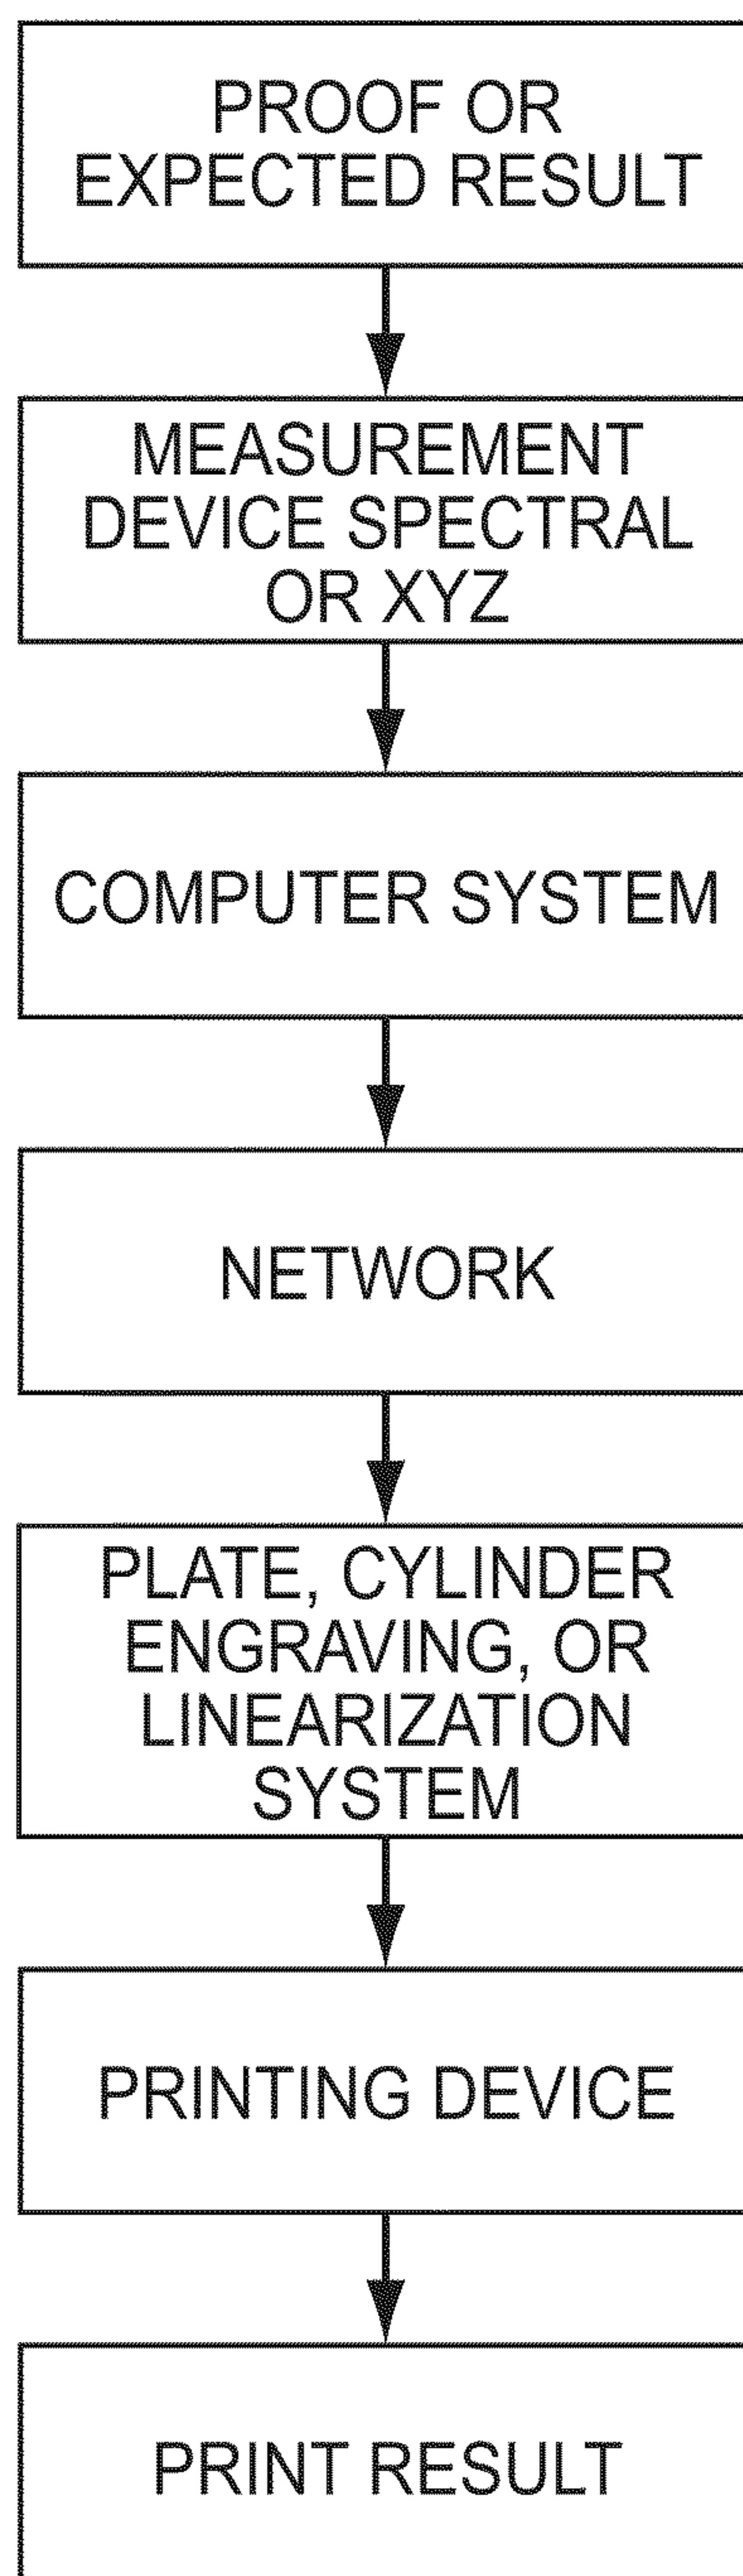 PROOF OR
EXPECTED RESULT
MEASUREMENT
DEVICE SPECTRAL
OR XYZ
COMPUTER SYSTEM
NETWORK
PLATE, CYLINDER
ENGRAVING, OR
LINEARIZATION
SYSTEM
PRINTING DEVICE
PRINT RESULT